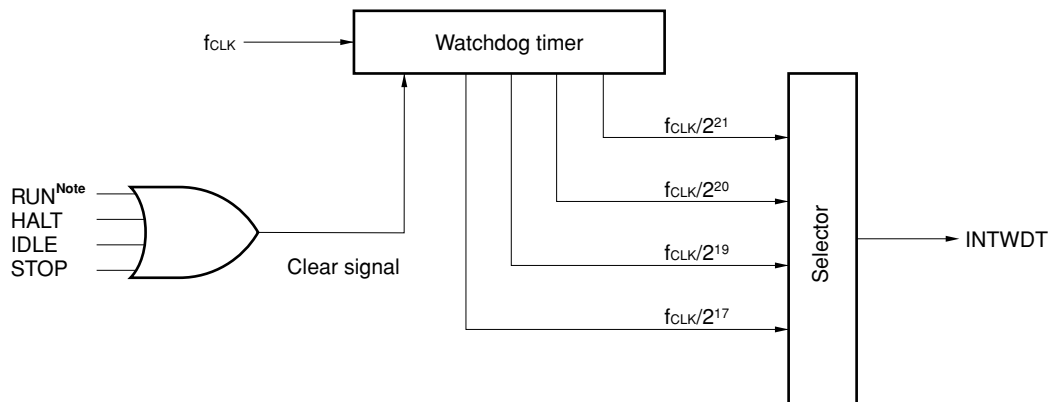 Watchdog timer
fCLK
fCLK/2²¹
fCLK/2²⁰
fCLK/2¹⁹
fCLK/2¹⁷
RUNNote
HALT
IDLE
STOP
Clear signal
Selector
INTWDT